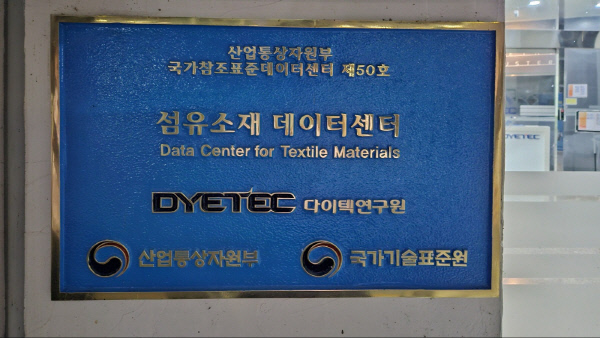 산업통상자원부
국가참조표준데이터센터 제50호
섬유소재 데이터센터
Data Center for Textile Materials
DYETEC 다이텍연구원
산업통상자원부 국가기술표준원
DYETEC